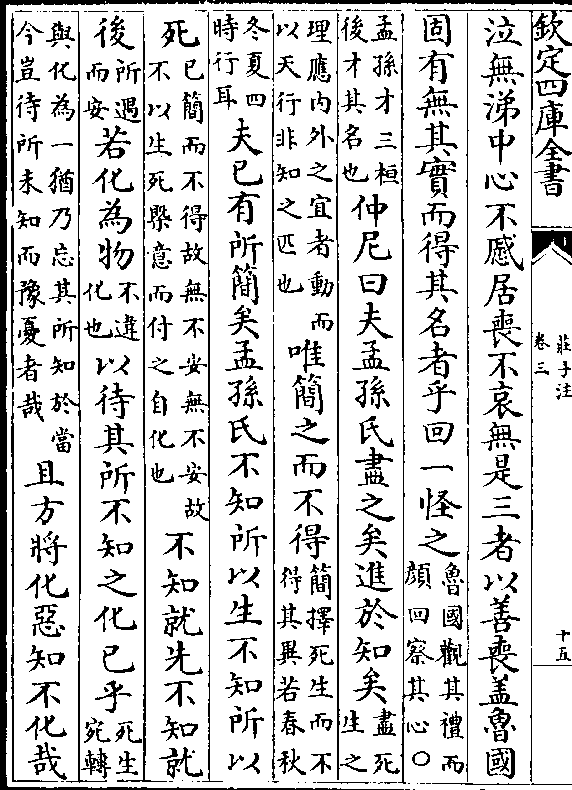 欽定四庫全書
莊子注
卷三
十五
泣無涕中心不慼居喪不哀無是三者以善喪盖魯國
固有無其實而得其名者乎回一怪之
魯國觀其禮而
顔回察其心○
孟孫才三桓
後才其名也
仲尼曰夫孟孫氏盡之矣進於知矣
盡死
生之
理應内外之宜者動而
以天行非知之匹也
唯簡之而不得
簡擇死生而不
得其異若春秋
冬夏四
時行耳
夫已有所簡矣孟孫氏不知所以生不知所以
死
已簡而不得故無不安無不安故
不以生死槩意而付之自化也
不知就先不知就
後
所遇
而安
若化為物
不違
化也
以待其所不知之化已乎
死生
宛轉
與化為一猶乃忘其所知於當
今豈待所未知而豫憂者哉
且方將化惡知不化哉